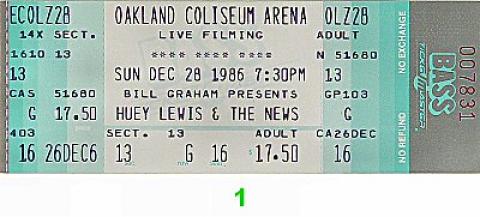 ECOLZ28 OAKLAND COLISEUM ARENA OLZ28
14X SECT. LIVE FILMING ADULT
1610 13 **** **** **** **** N 51680
13 SUN DEC 28 1986 7:30PM 13
CAS 51680 BILL GRAHAM PRESENTS GP103
G 17.50 HUEY LEWIS & THE NEWS G
403 SECT. 13 ADULT CA26DEC
16 26DEC6 13 G 16 $17.50 16
NO EXCHANGE
NO REFUND
BASS
TICKETMASTER
007831
1